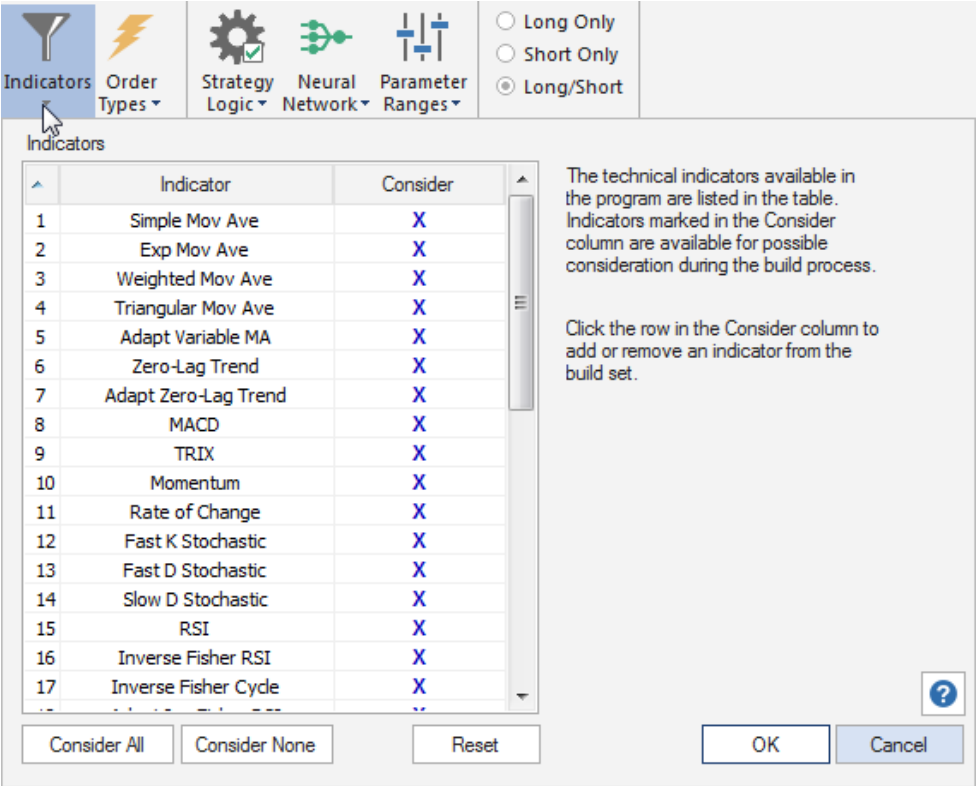 Indicators
Order Types
Strategy Logic
Neural Network
Parameter Ranges
Long Only
Short Only
Long/Short
Indicators
Indicator Consider
1 Simple Mov Ave X
2 Exp Mov Ave X
3 Weighted Mov Ave X
4 Triangular Mov Ave X
5 Adapt Variable MA X
6 Zero-Lag Trend X
7 Adapt Zero-Lag Trend X
8 MACD X
9 TRIX X
10 Momentum X
11 Rate of Change X
12 Fast K Stochastic X
13 Fast D Stochastic X
14 Slow D Stochastic X
15 RSI X
16 Inverse Fisher RSI X
17 Inverse Fisher Cycle X
The technical indicators available in
the program are listed in the table.
Indicators marked in the Consider
column are available for possible
consideration during the build process.
Click the row in the Consider column to
add or remove an indicator from the
build set.
?
Consider All Consider None Reset OK Cancel